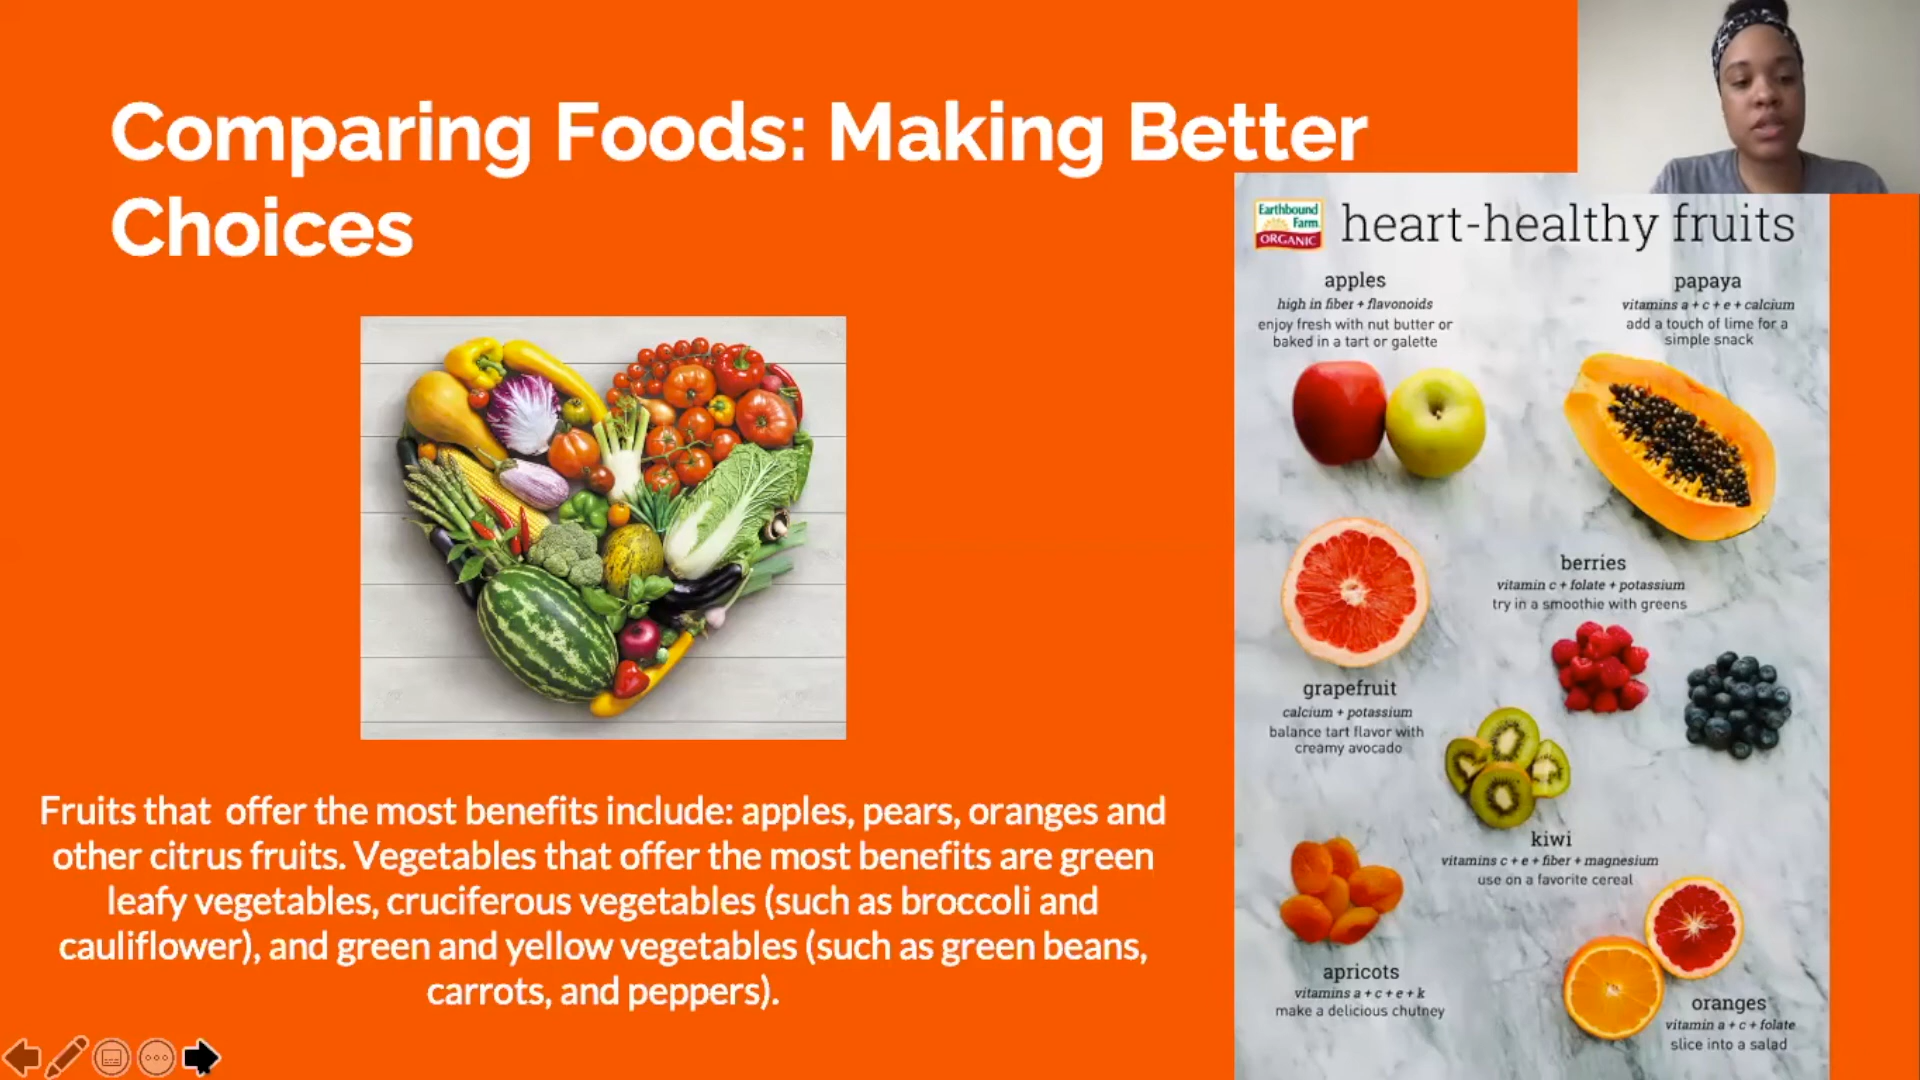 Comparing Foods: Making Better
Choices
Earthbound
Farm
ORGANIC
heart-healthy fruits
apples
high in fiber + flavonoids
enjoy fresh with nut butter or
baked in a tart or galette
papaya
vitamins a + c + e + calcium
add a touch of lime for a
simple snack
berries
vitamin c + folate + potassium
try in a smoothie with greens
grapefruit
calcium + potassium
balance tart flavor with
creamy avocado
kiwi
vitamins c + e + fiber + magnesium
use on a favorite cereal
apricots
vitamins a + c + e + k
make a delicious chutney
oranges
vitamin a + c + folate
slice into a salad
Fruits that offer the most benefits include: apples, pears, oranges and
other citrus fruits. Vegetables that offer the most benefits are green
leafy vegetables, cruciferous vegetables (such as broccoli and
cauliflower), and green and yellow vegetables (such as green beans,
carrots, and peppers).